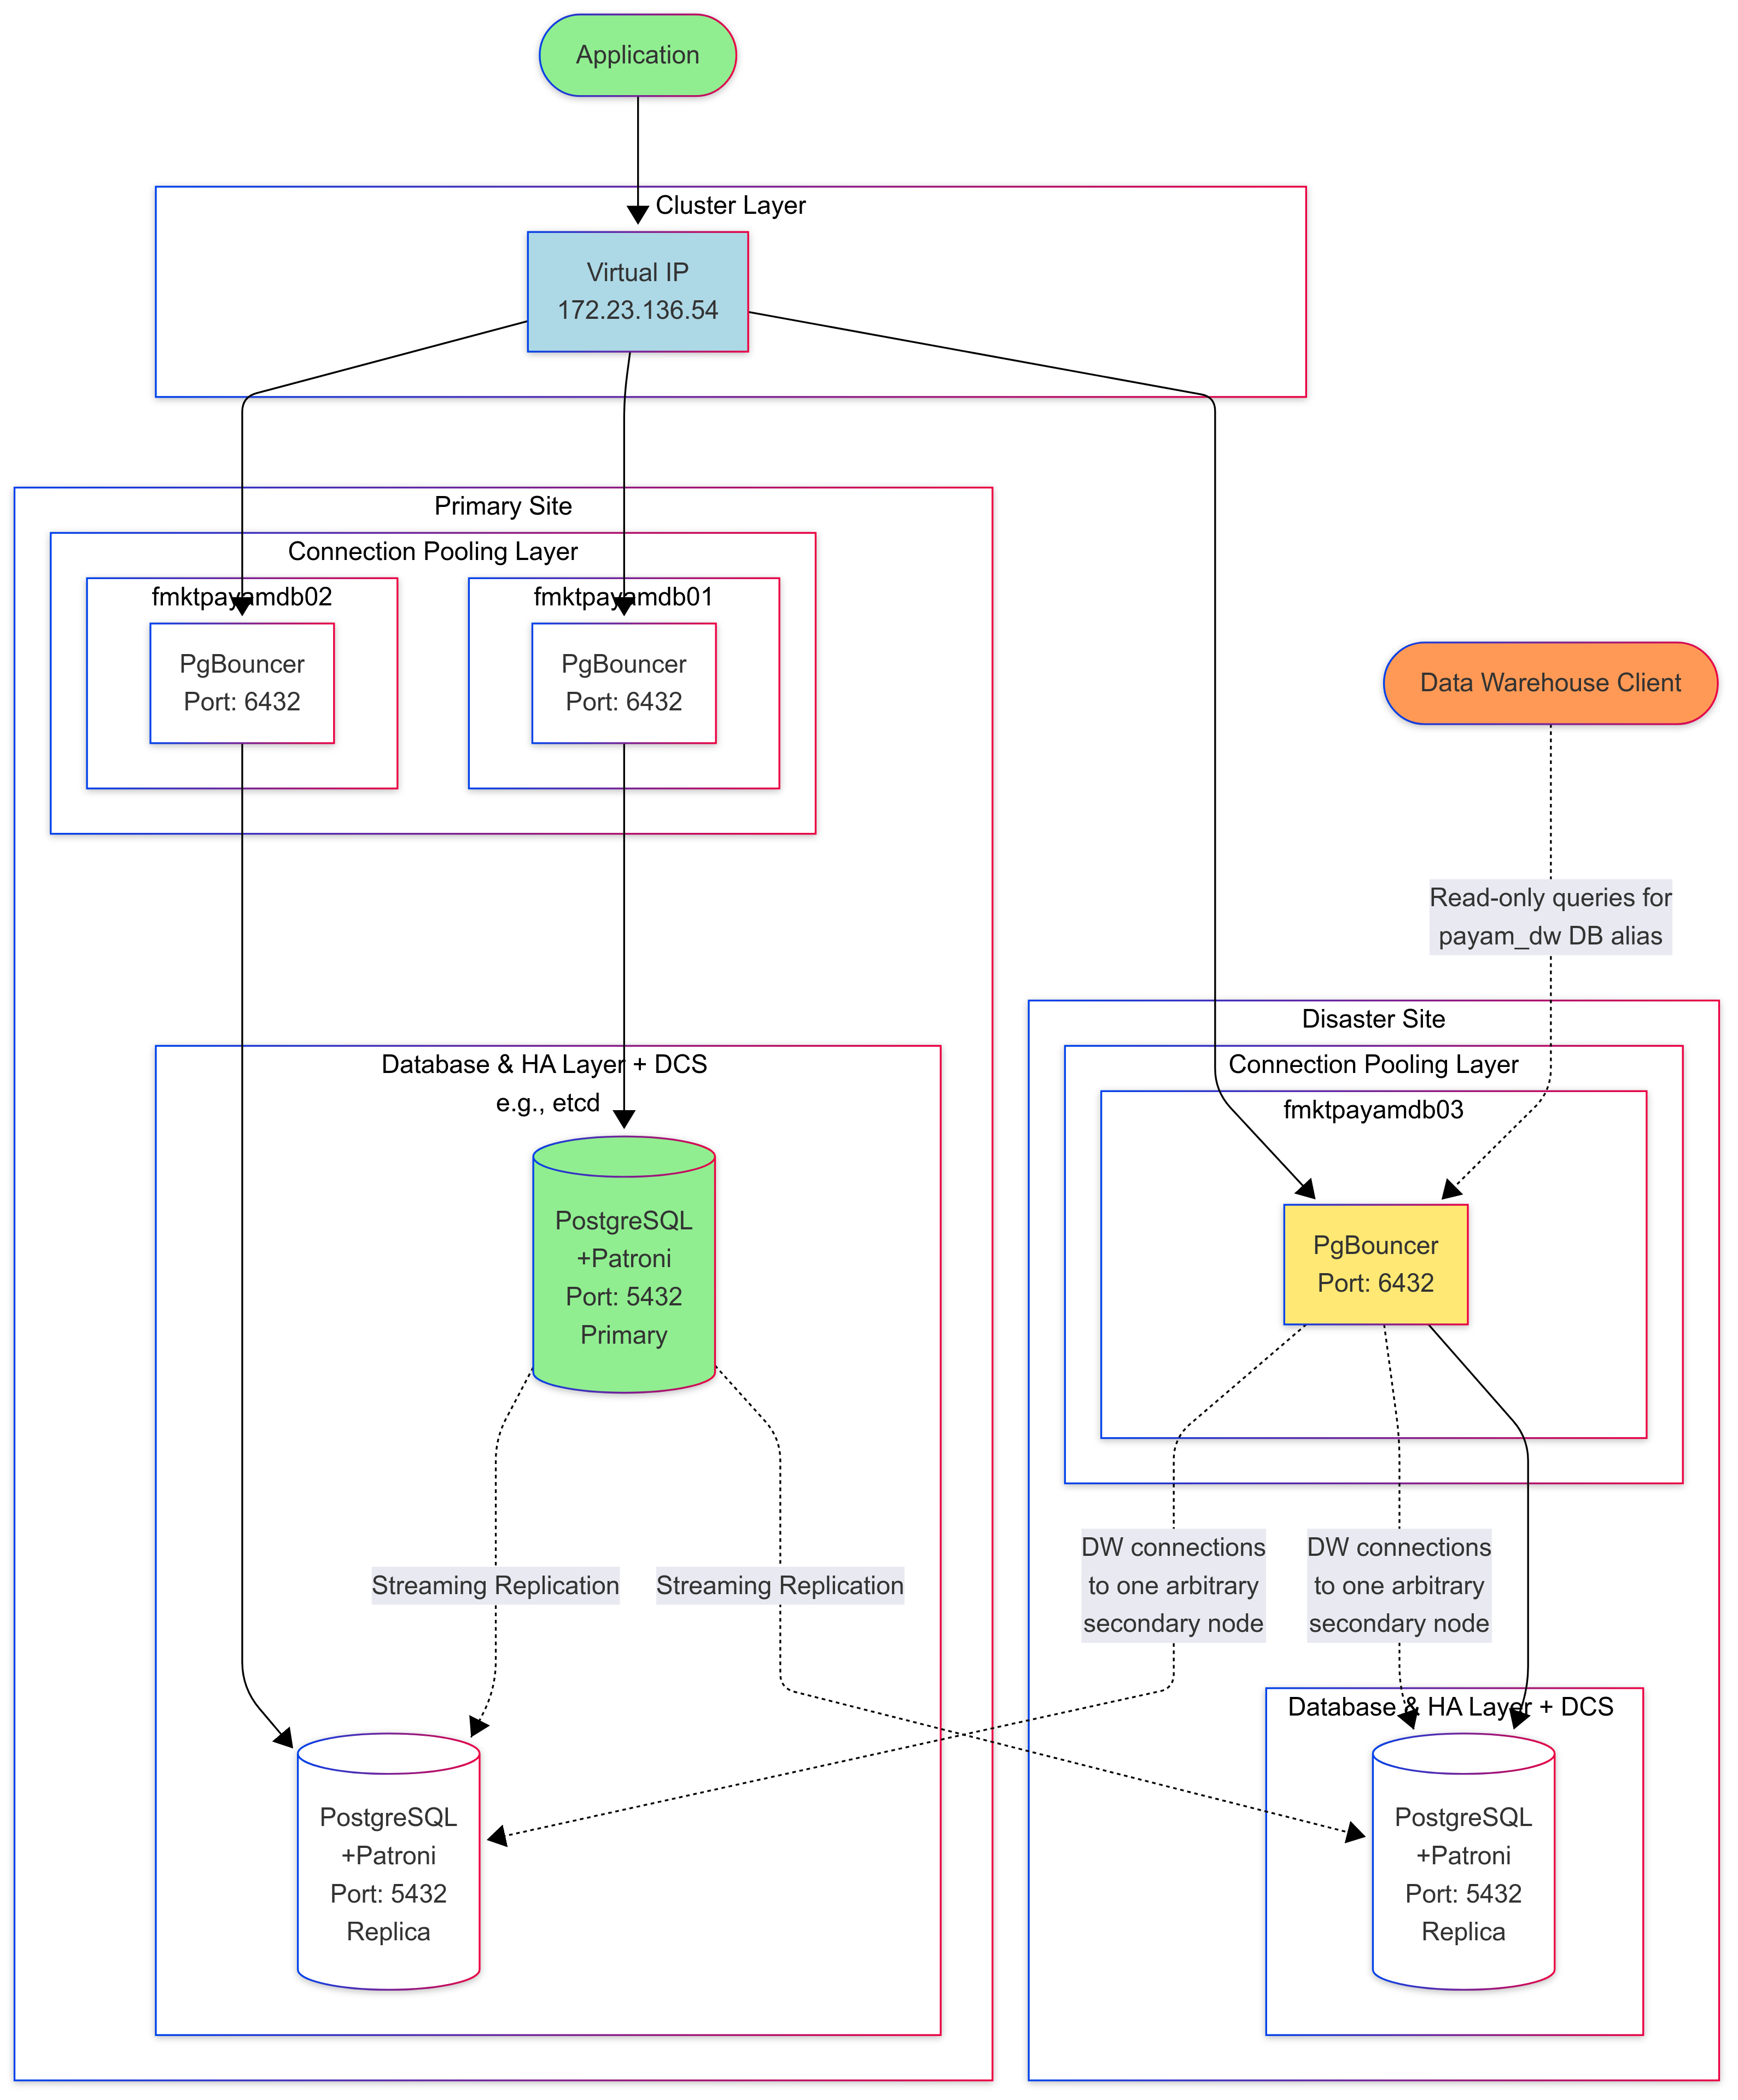 Application
Cluster Layer
Virtual IP
172.23.136.54
Primary Site
Connection Pooling Layer
fmktpayamdb02
PgBouncer
Port: 6432
fmktpayamdb01
PgBouncer
Port: 6432
Data Warehouse Client
Read-only queries for
payam_dw DB alias
Disaster Site
Connection Pooling Layer
fmktpayamdb03
PgBouncer
Port: 6432
Database & HA Layer + DCS
e.g., etcd
PostgreSQL
+Patroni
Port: 5432
Primary
Streaming Replication
Streaming Replication
DW connections
to one arbitrary
secondary node
DW connections
to one arbitrary
secondary node
PostgreSQL
+Patroni
Port: 5432
Replica
Database & HA Layer + DCS
PostgreSQL
+Patroni
Port: 5432
Replica